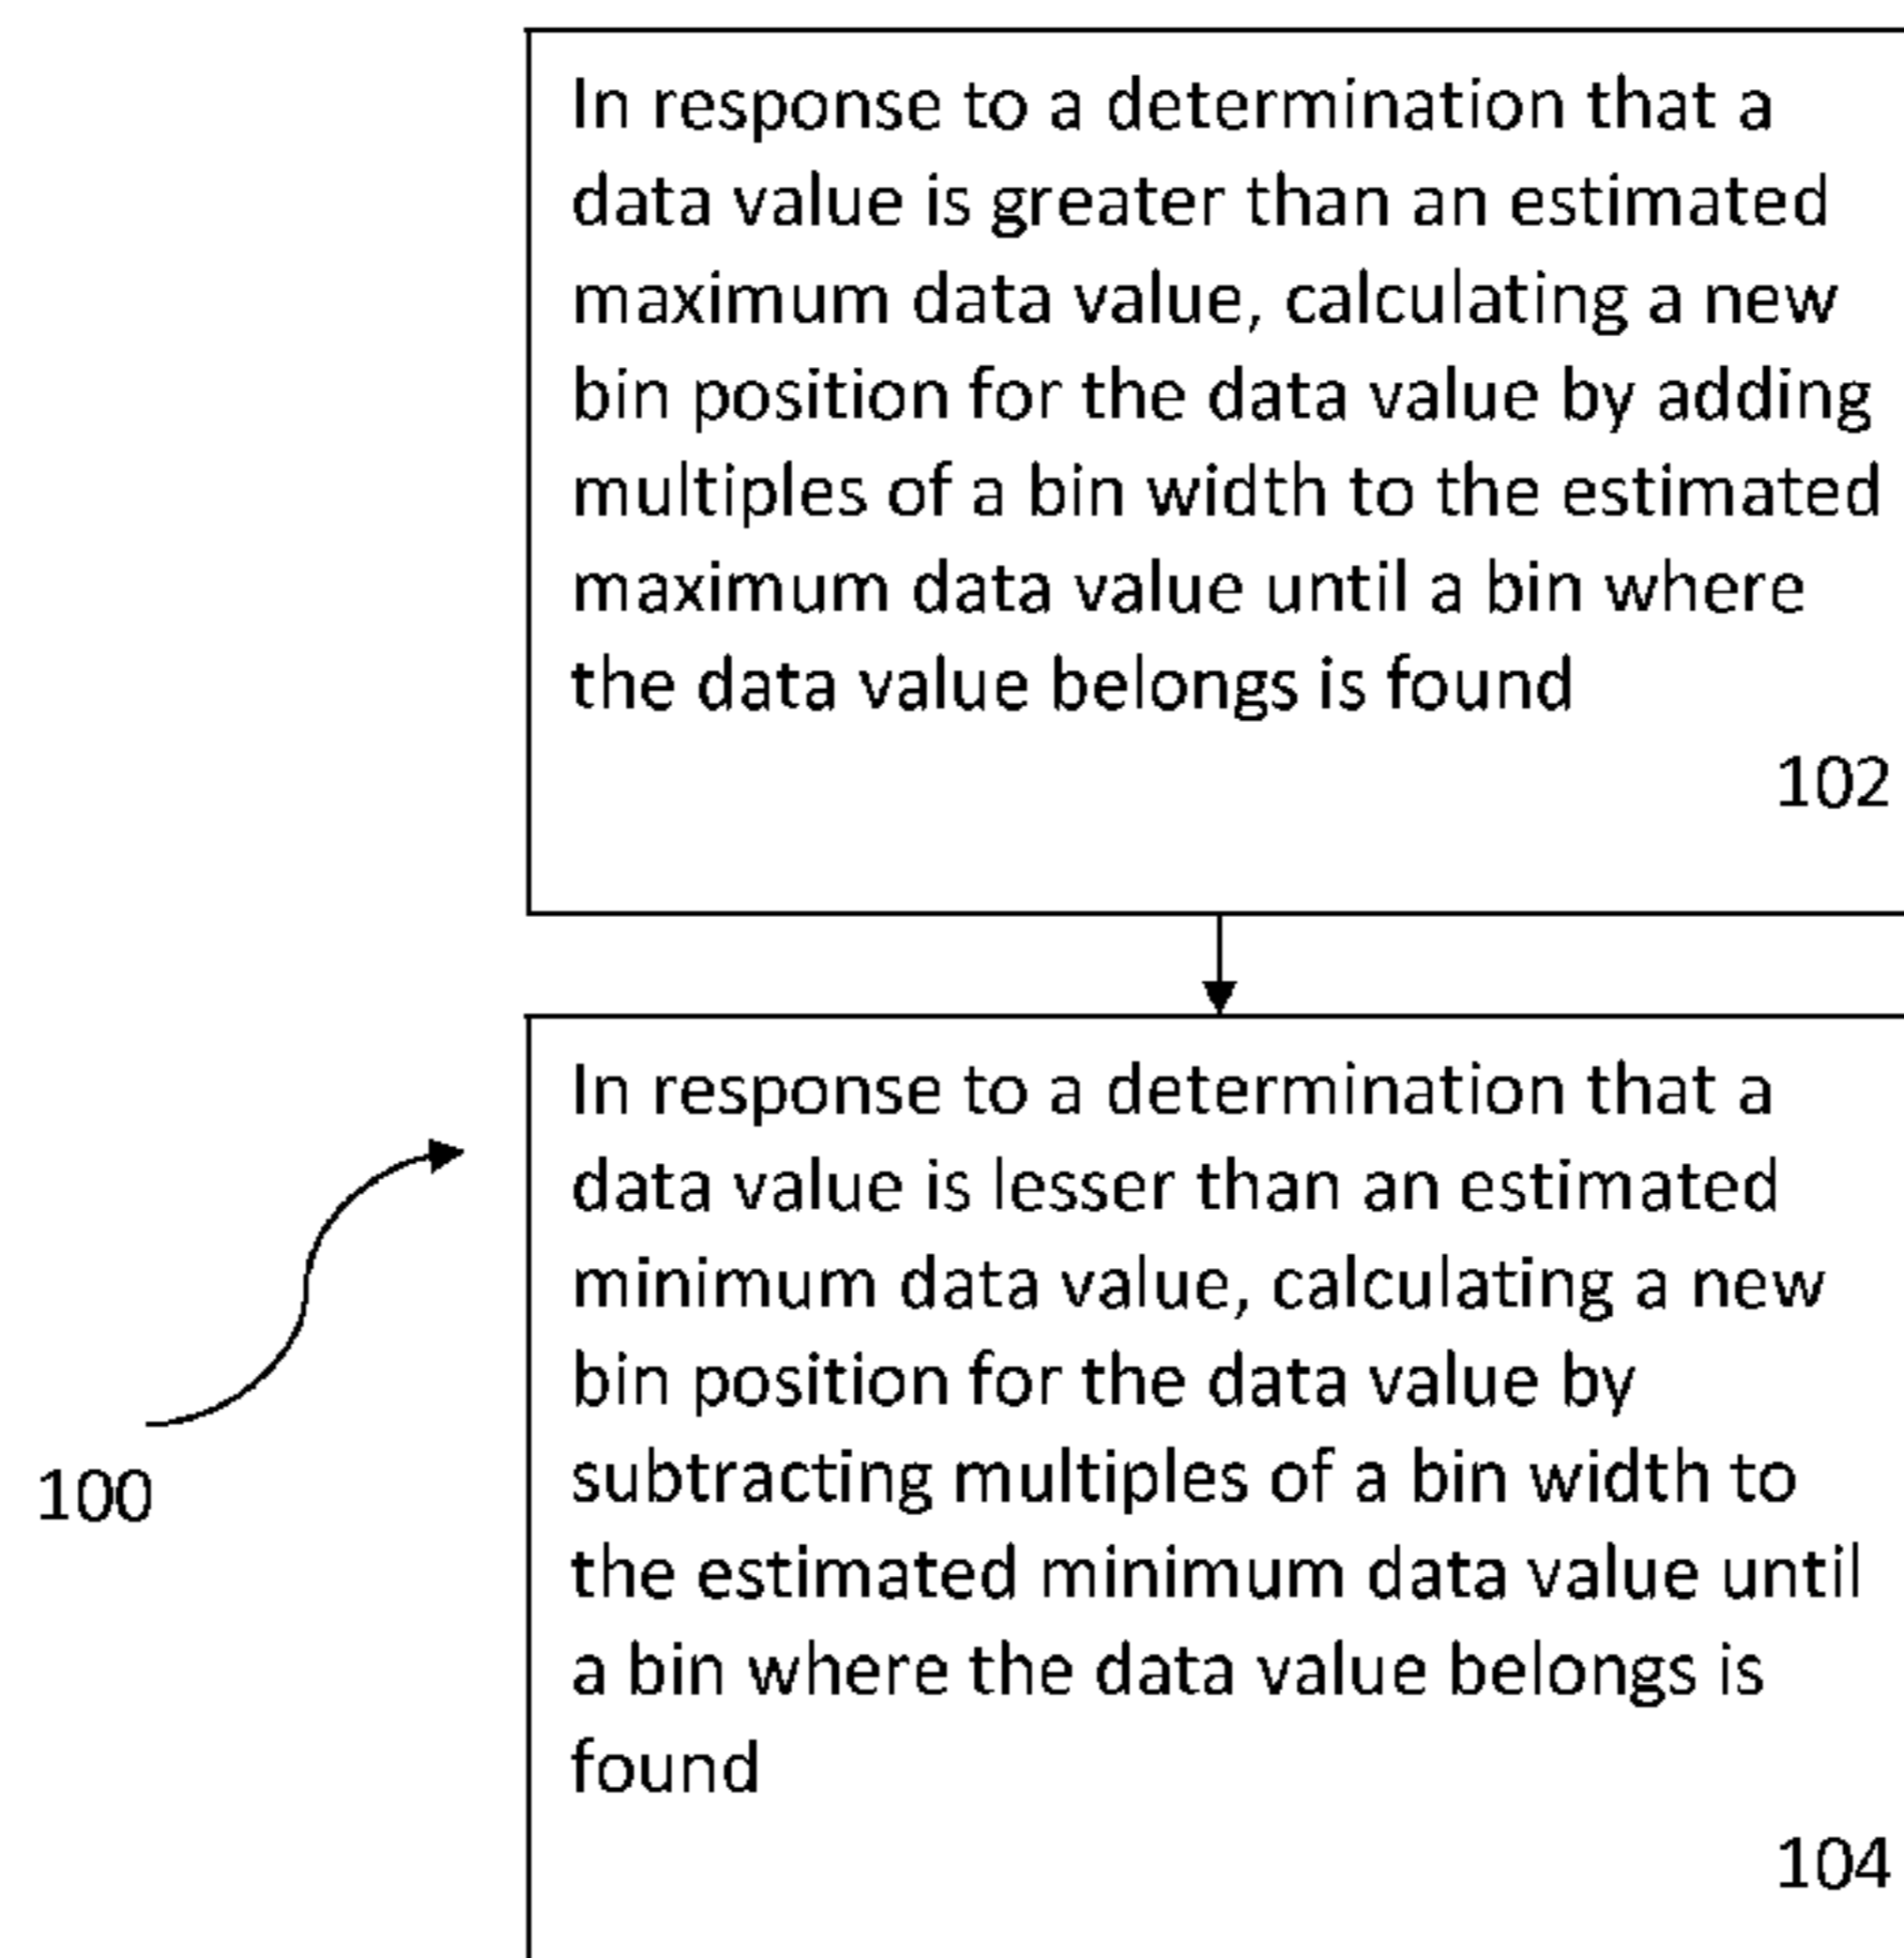 In response to a determination that a
data value is greater than an estimated
maximum data value, calculating a new
bin position for the data value by adding
multiples of a bin width to the estimated
maximum data value until a bin where
the data value belongs is found
102
In response to a determination that a
data value is lesser than an estimated
minimum data value, calculating a new
bin position for the data value by
subtracting multiples of a bin width to
the estimated minimum data value until
a bin where the data value belongs is
found
104
100